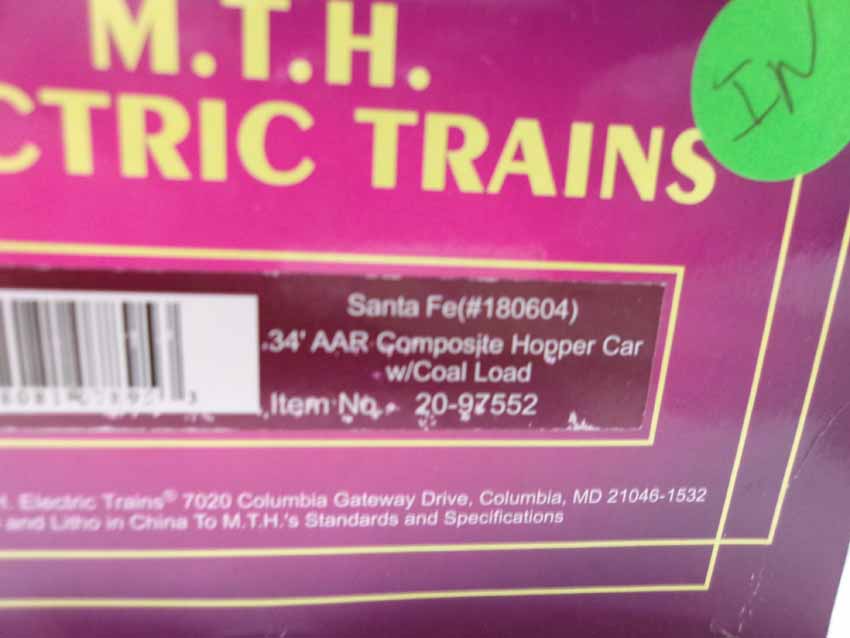 M.T.H.
CTRIC TRAINS
IN
Santa Fe(#180604)
.34' AAR Composite Hopper Car
w/Coal Load
Item No. 20-97552
. Electric Trains® 7020 Columbia Gateway Drive, Columbia, MD 21046-1532
and Litho in China To M.T.H.'s Standards and Specifications